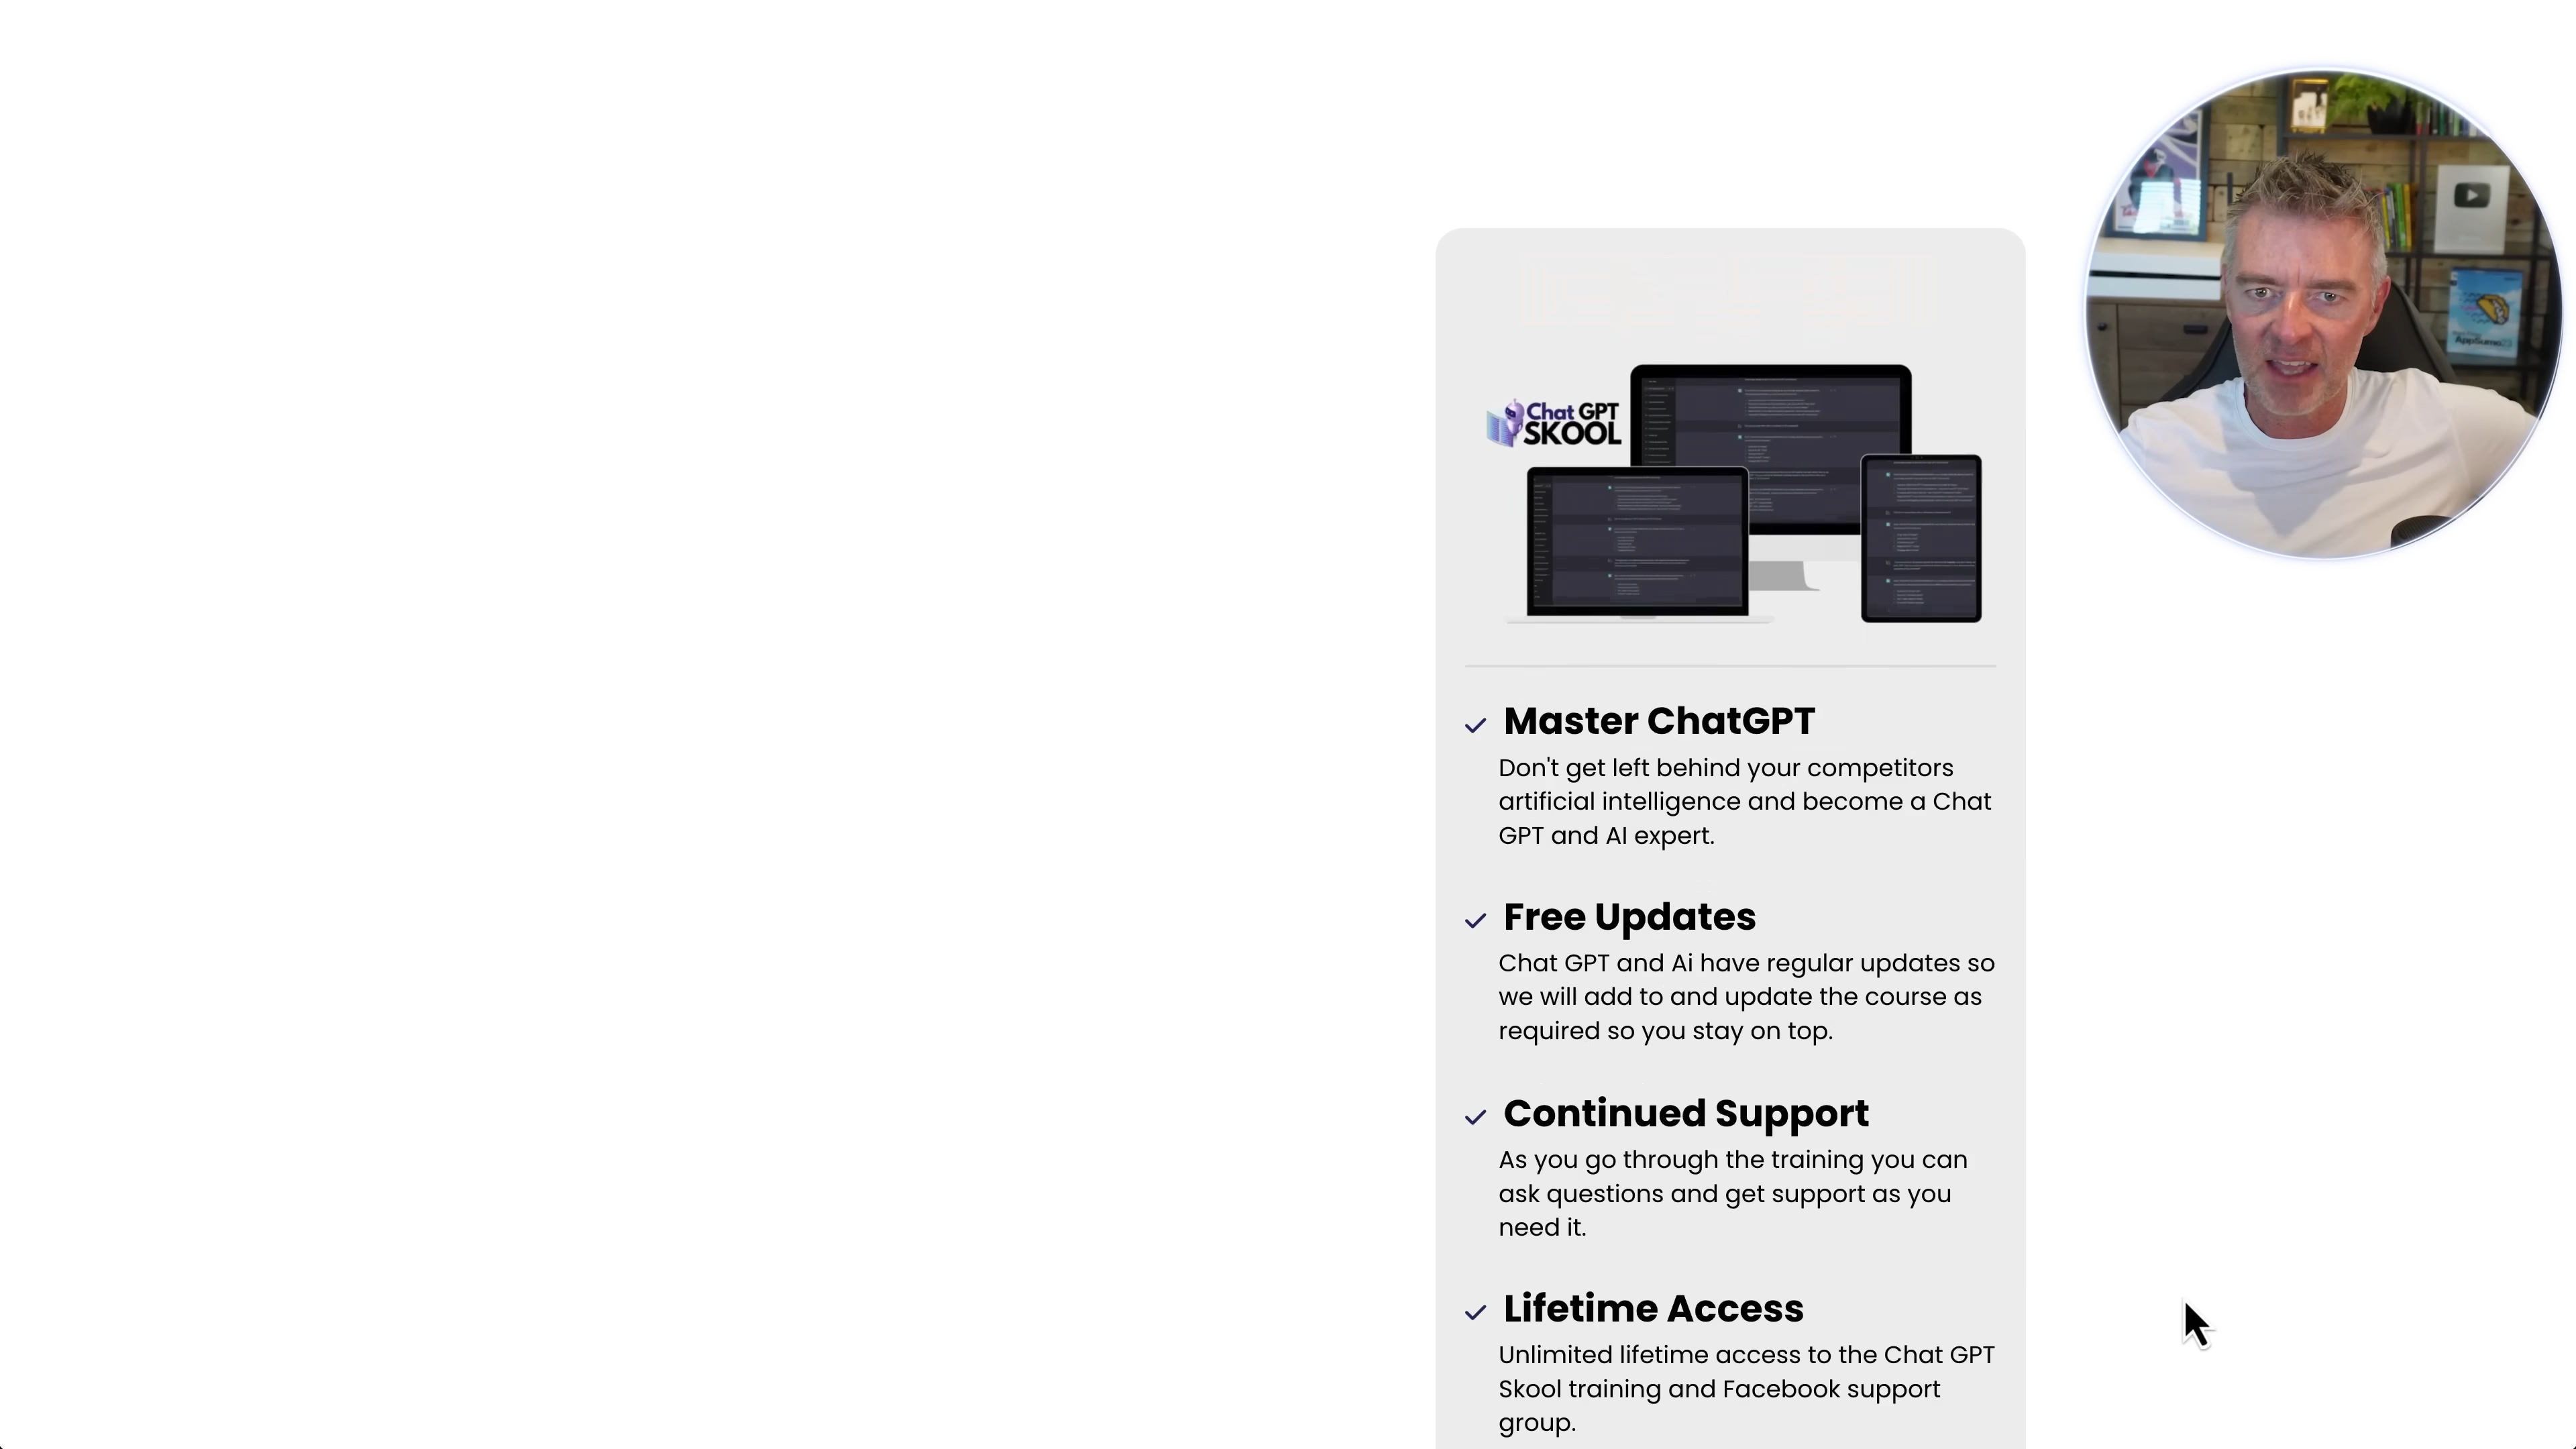 Chat GPT
SKOOL
Master ChatGPT
Don't get left behind your competitors
artificial intelligence and become a Chat
GPT and AI expert.
Free Updates
Chat GPT and Ai have regular updates so
we will add to and update the course as
required so you stay on top.
Continued Support
As you go through the training you can
ask questions and get support as you
need it.
Lifetime Access
Unlimited lifetime access to the Chat GPT
Skool training and Facebook support
group.
AppSumo